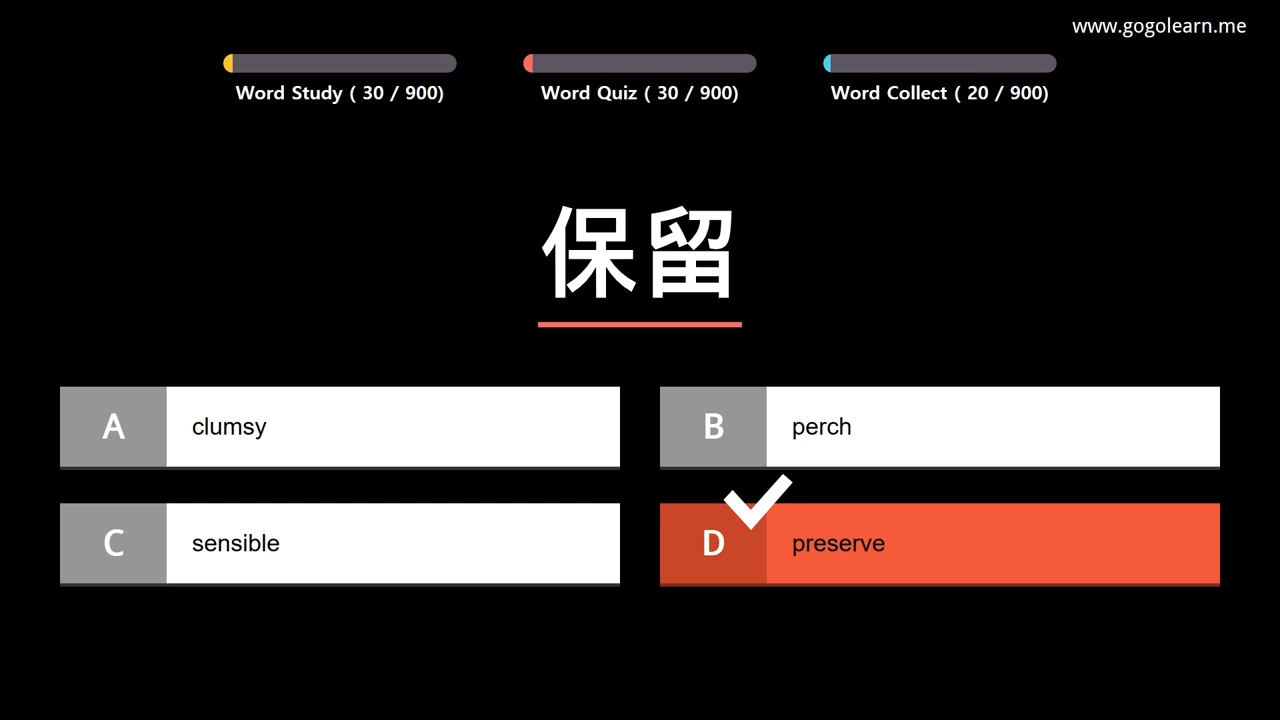 www.gogolearn.me
Word Study ( 30 / 900)
Word Quiz ( 30 / 900)
Word Collect ( 20 / 900)
保留
A clumsy
B perch
C sensible
D preserve